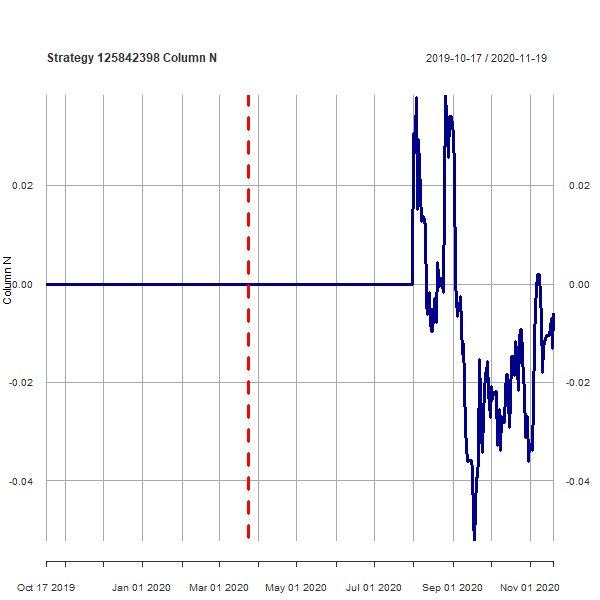 Strategy 125842398 Column N
2019-10-17 / 2020-11-19
0.02
0.02
0.00
0.00
Column N
-0.02
-0.02
-0.04
-0.04
Oct 17 2019
Jan 01 2020
Mar 01 2020
May 01 2020
Jul 01 2020
Sep 01 2020
Nov 01 2020